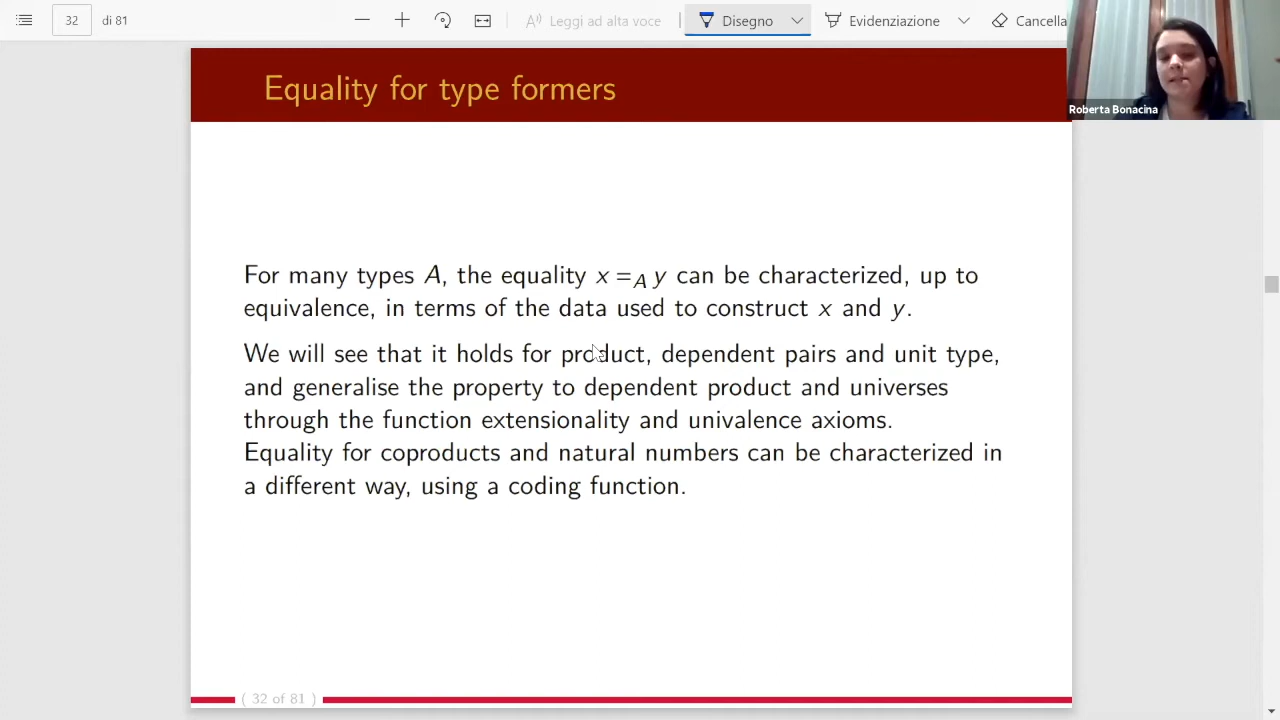 32 di 81 Leggi ad alta voce Disegno Evidenziazione Cancella
Roberta Bonacina
Equality for type formers
For many types A, the equality x =_A y can be characterized, up to
equivalence, in terms of the data used to construct x and y.
We will see that it holds for product, dependent pairs and unit type,
and generalise the property to dependent product and universes
through the function extensionality and univalence axioms.
Equality for coproducts and natural numbers can be characterized in
a different way, using a coding function.
( 32 of 81 )